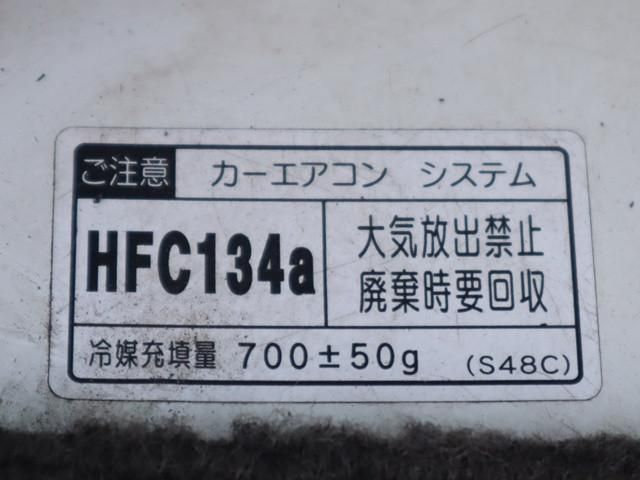 ご注意 カーエアコン システム
HFC134a
大気放出禁止
廃棄時要回収
冷媒充填量 700±50g (S48C)